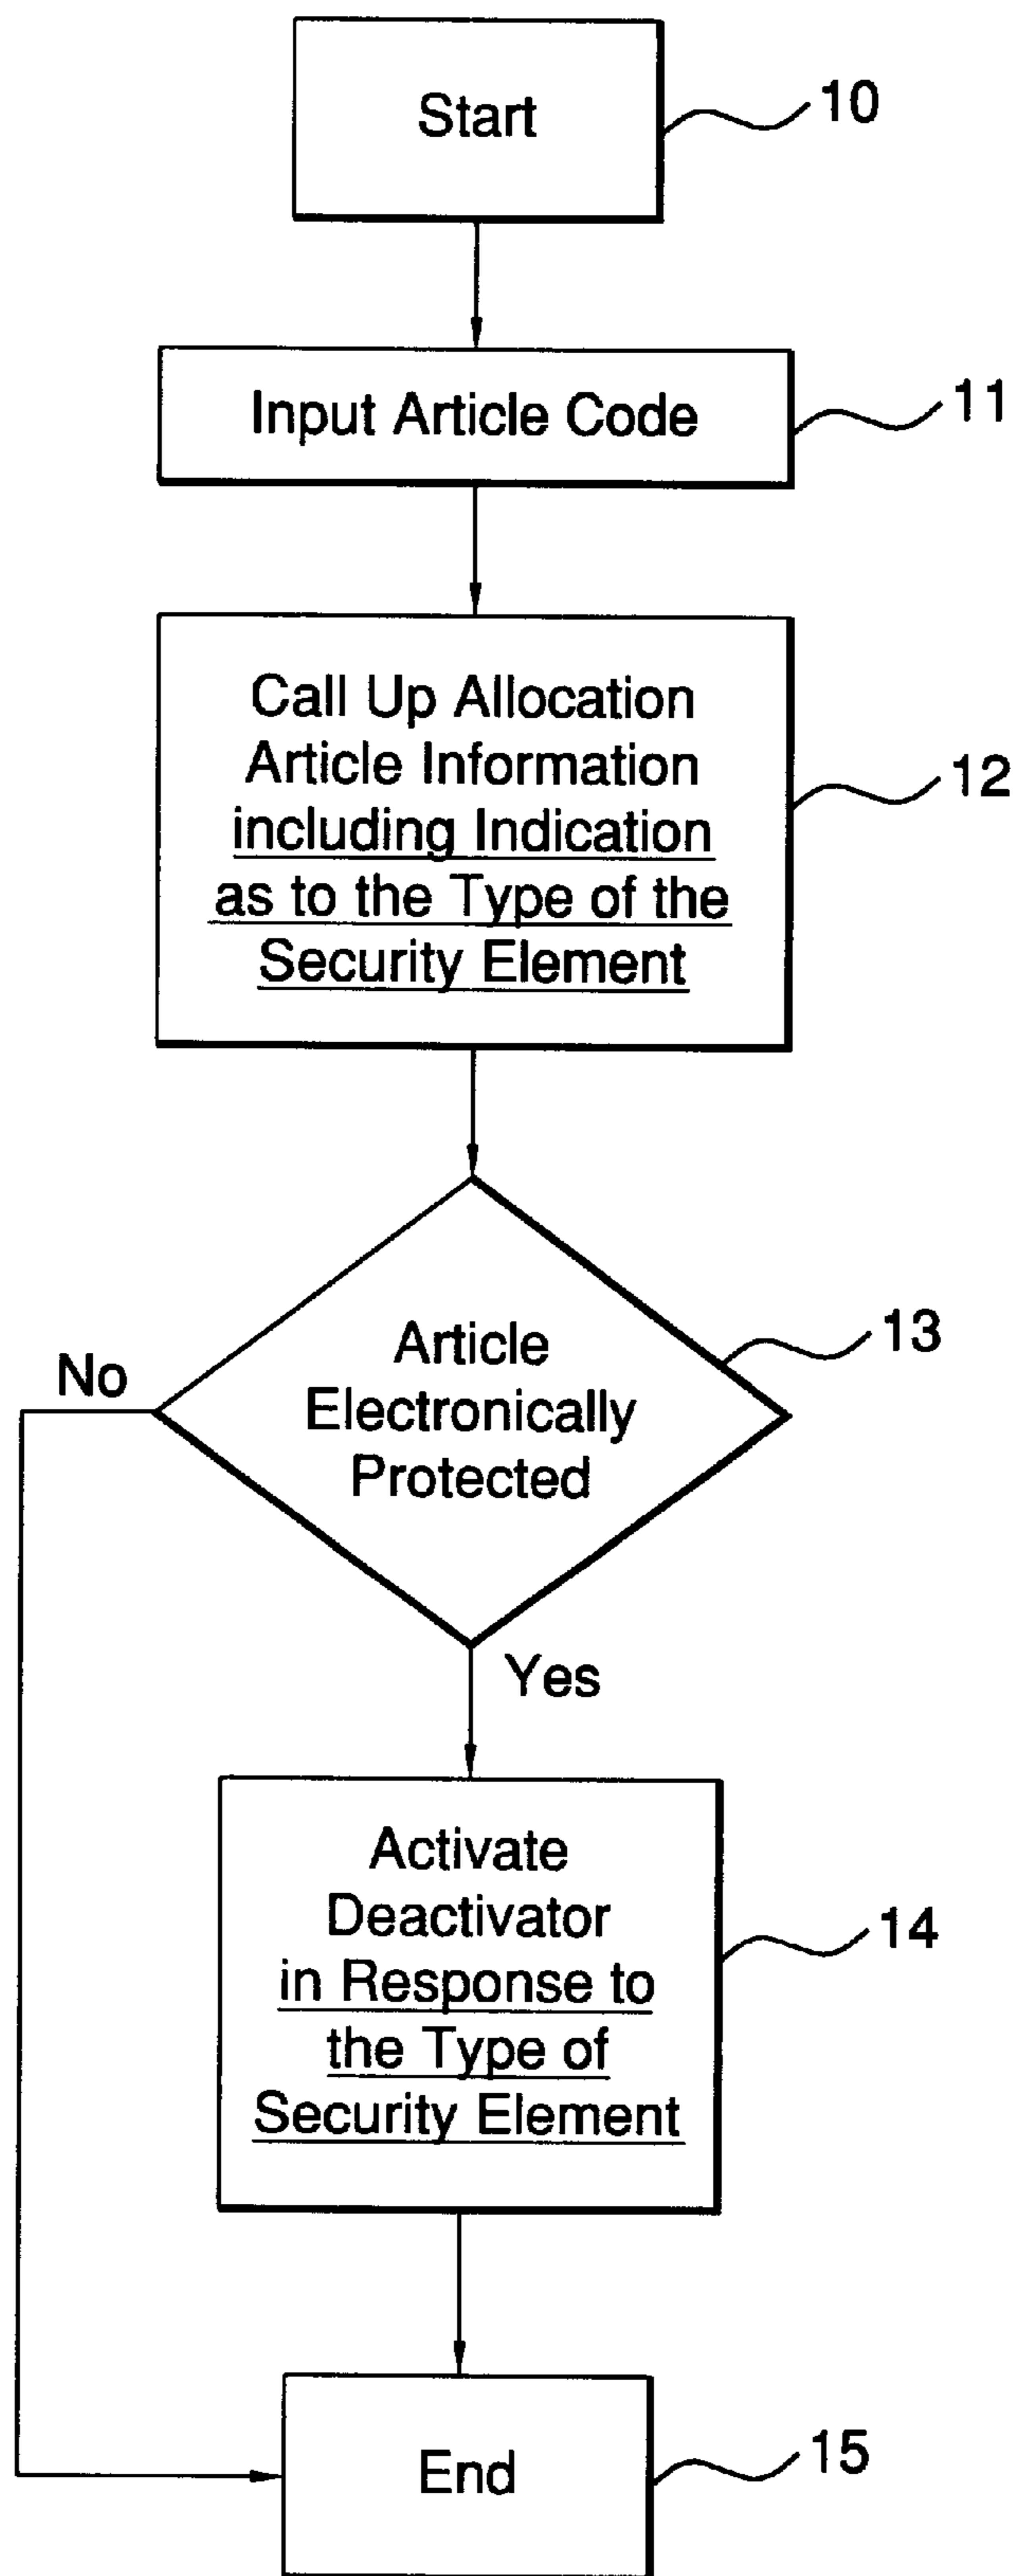 Start
10
Input Article Code
11
Call Up Allocation
Article Information
including Indication
as to the Type of the
Security Element
12
Article
Electronically
Protected
13
No
Yes
Activate
Deactivator
in Response to
the Type of
Security Element
14
End
15